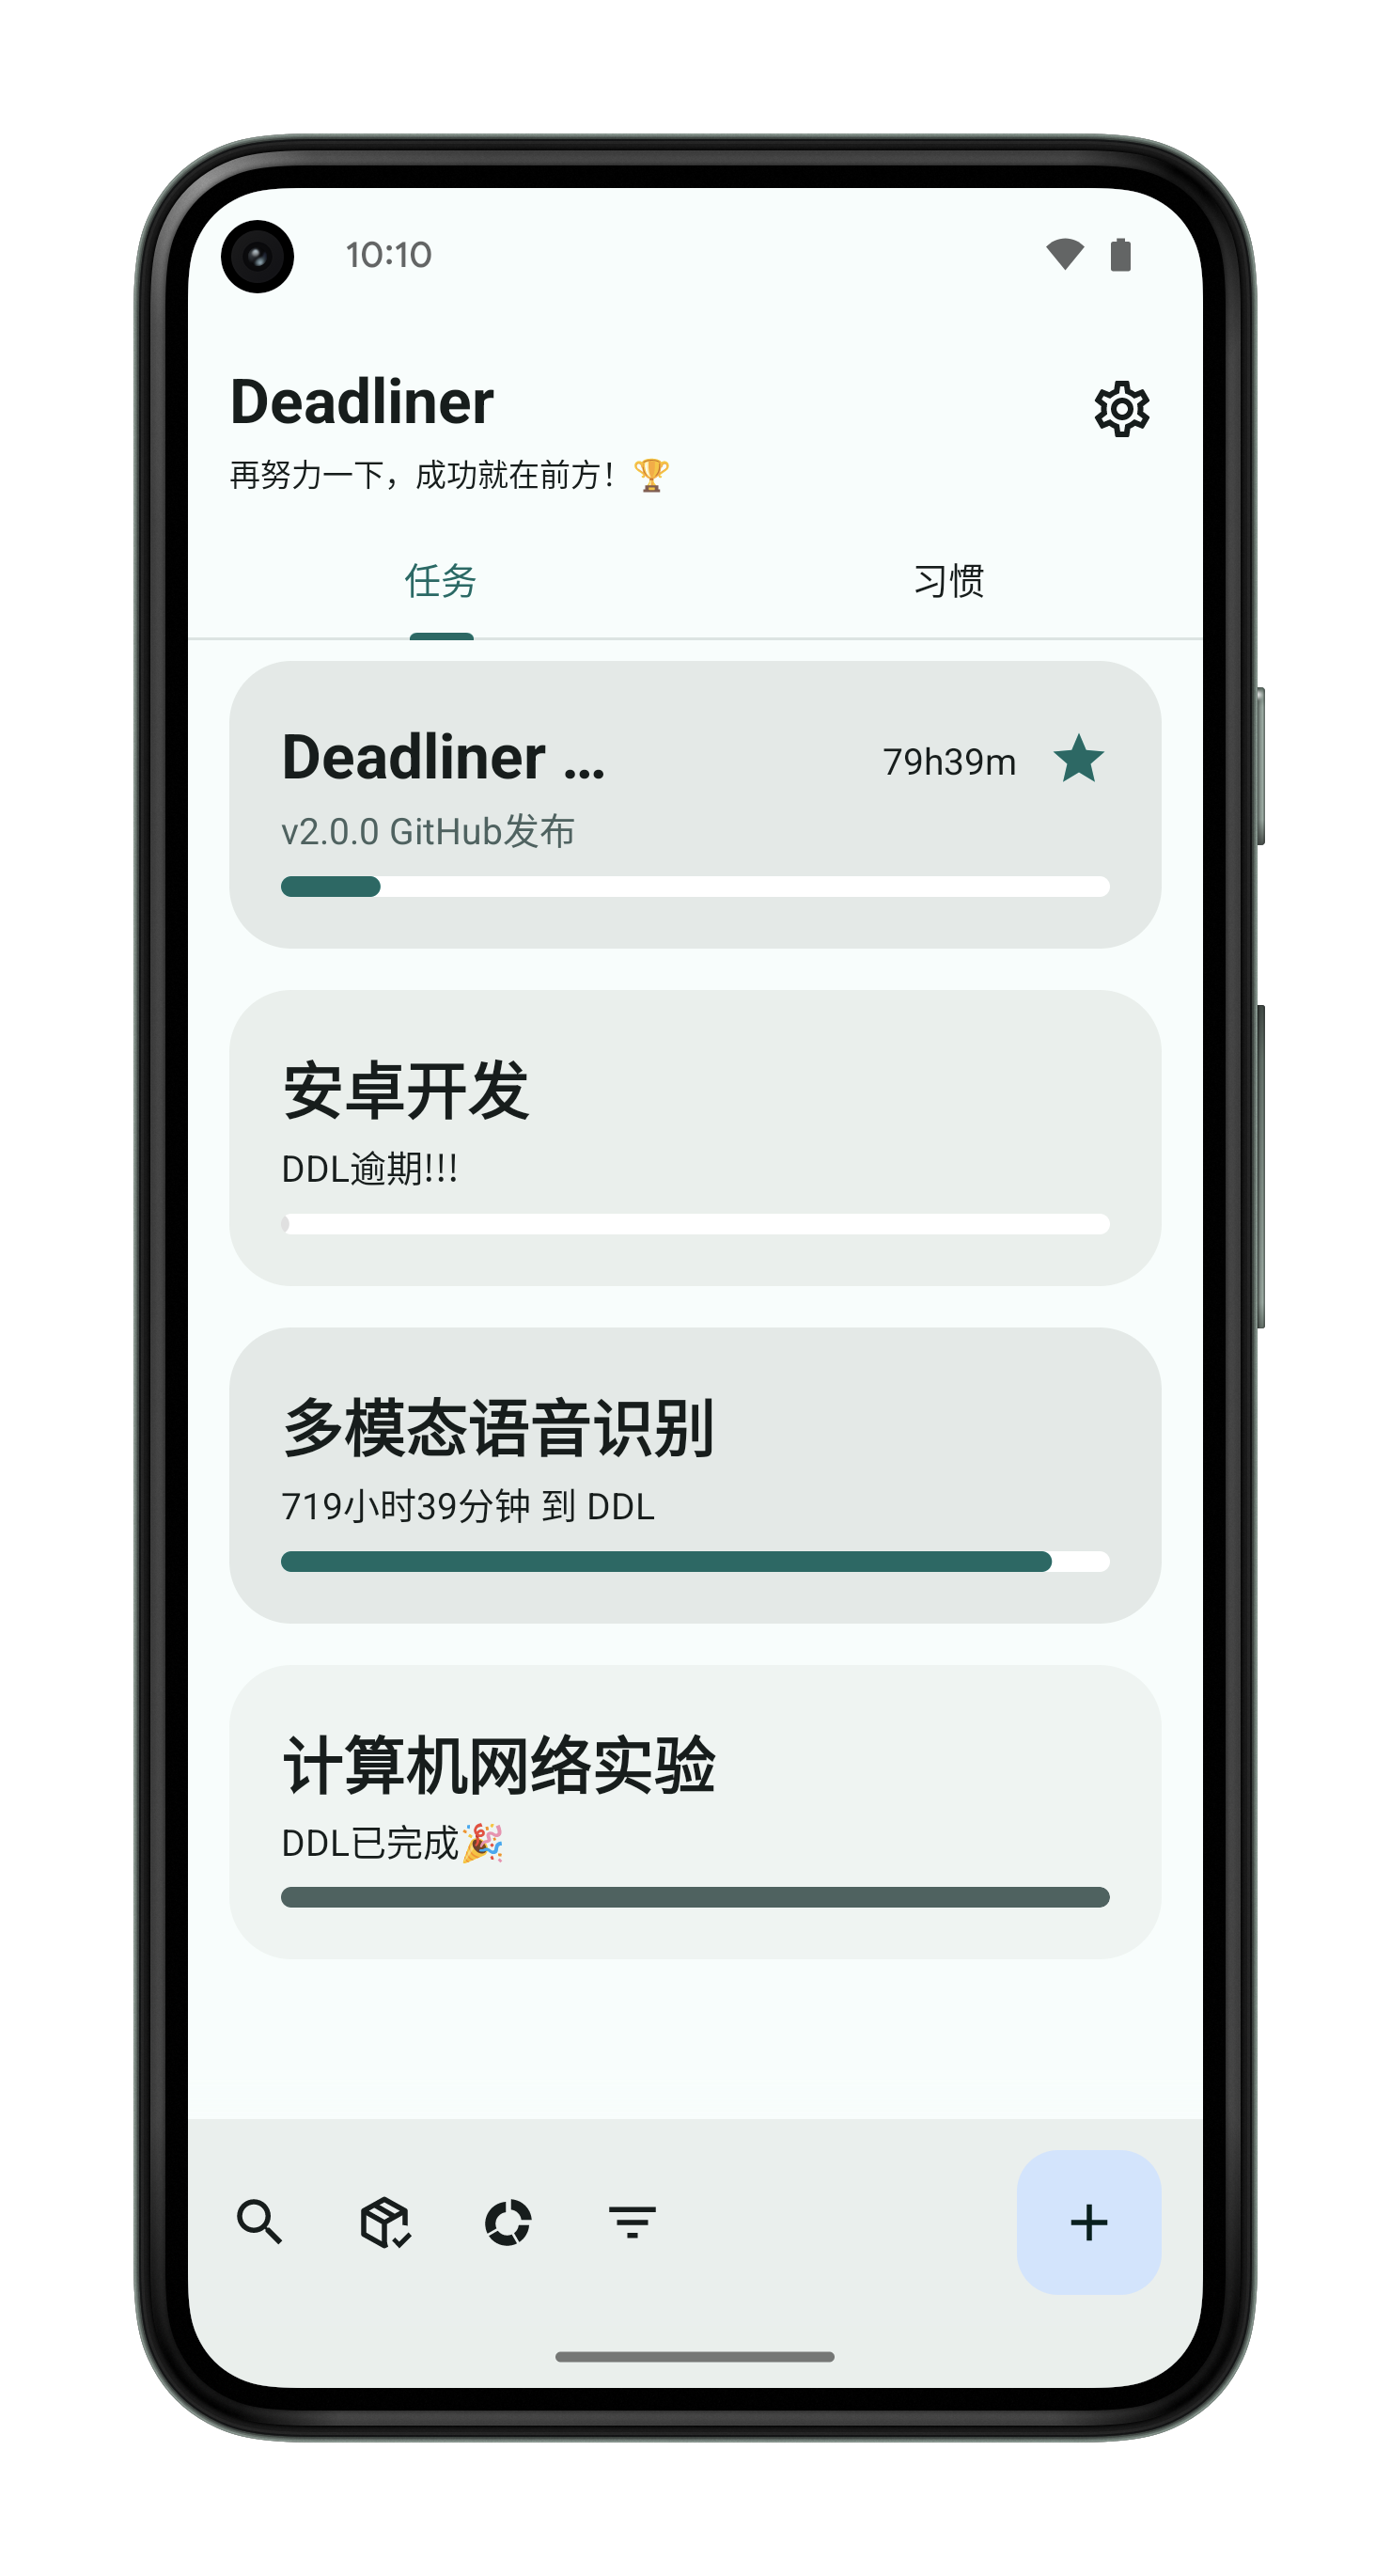 10:10
Deadliner
再努力一下，成功就在前方！🏆
任务 习惯
Deadliner ... 79h39m
v2.0.0 GitHub发布
安卓开发
DDL逾期!!!
多模态语音识别
719小时39分钟 到 DDL
计算机网络实验
DDL已完成🎉